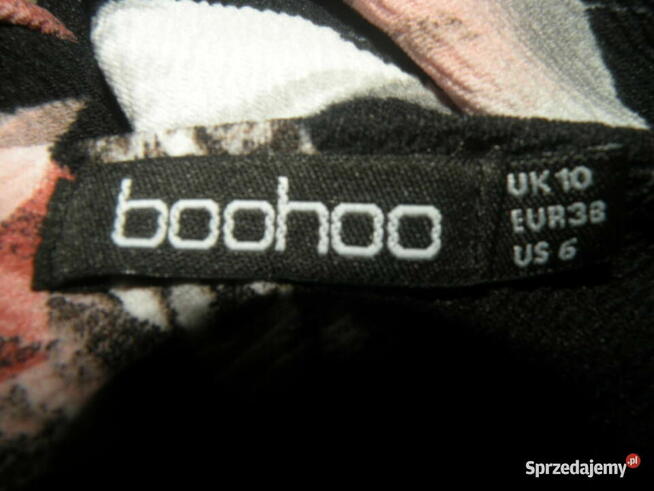 boohoo
UK 10
EUR 38
US 6
Sprzedajemy.pl